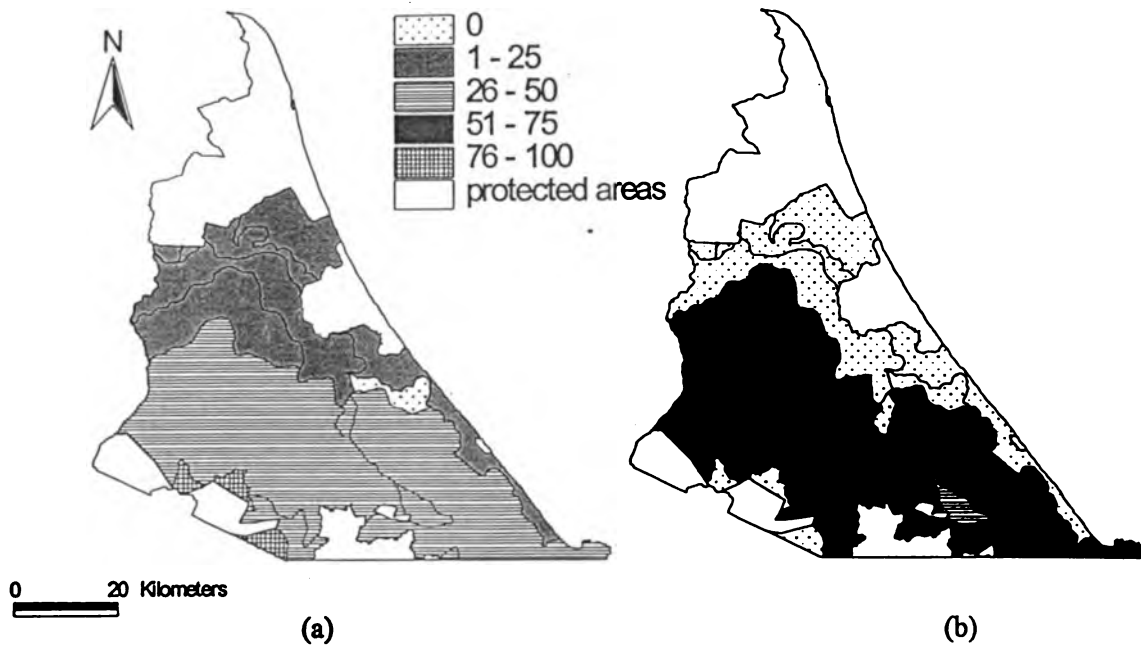 N
0
1 - 25
26 - 50
51 - 75
76 - 100
protected areas
0 20 Kilometers
(a) (b)